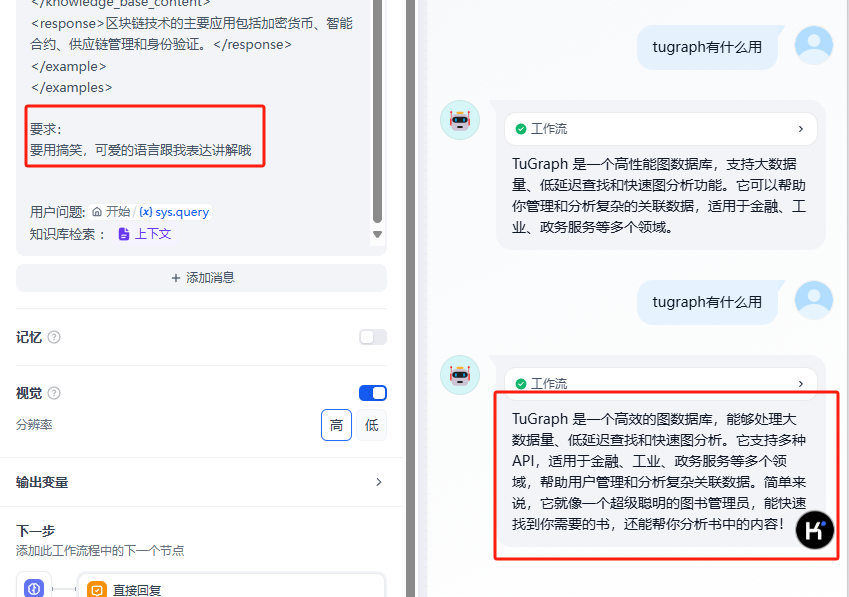 </knowledge_base_content>
<response>区块链技术的主要应用包括加密货币、智能
合约、供应链管理和身份验证。</response>
</example>
</examples>
要求：
要用搞笑，可爱的语言跟我表达讲解哦
用户问题: 开始 / {x} sys.query
知识库检索： 上下文
+ 添加消息
记忆
视觉
分辨率 高 低
输出变量
下一步
添加此工作流程中的下一个节点
直接回复
tugraph有什么用
工作流
TuGraph 是一个高性能图数据库，支持大数据
量、低延迟查找和快速图分析功能。它可以帮助
你管理和分析复杂的关联数据，适用于金融、工
业、政务服务等多个领域。
tugraph有什么用
工作流
TuGraph 是一个高效的图数据库，能够处理大
数据量、低延迟查找和快速图分析。它支持多种
API，适用于金融、工业、政务服务等多个领
域，帮助用户管理和分析复杂关联数据。简单来
说，它就像一个超级聪明的图书管理员，能快速
找到你需要的书，还能帮你分析书中的内容！
K